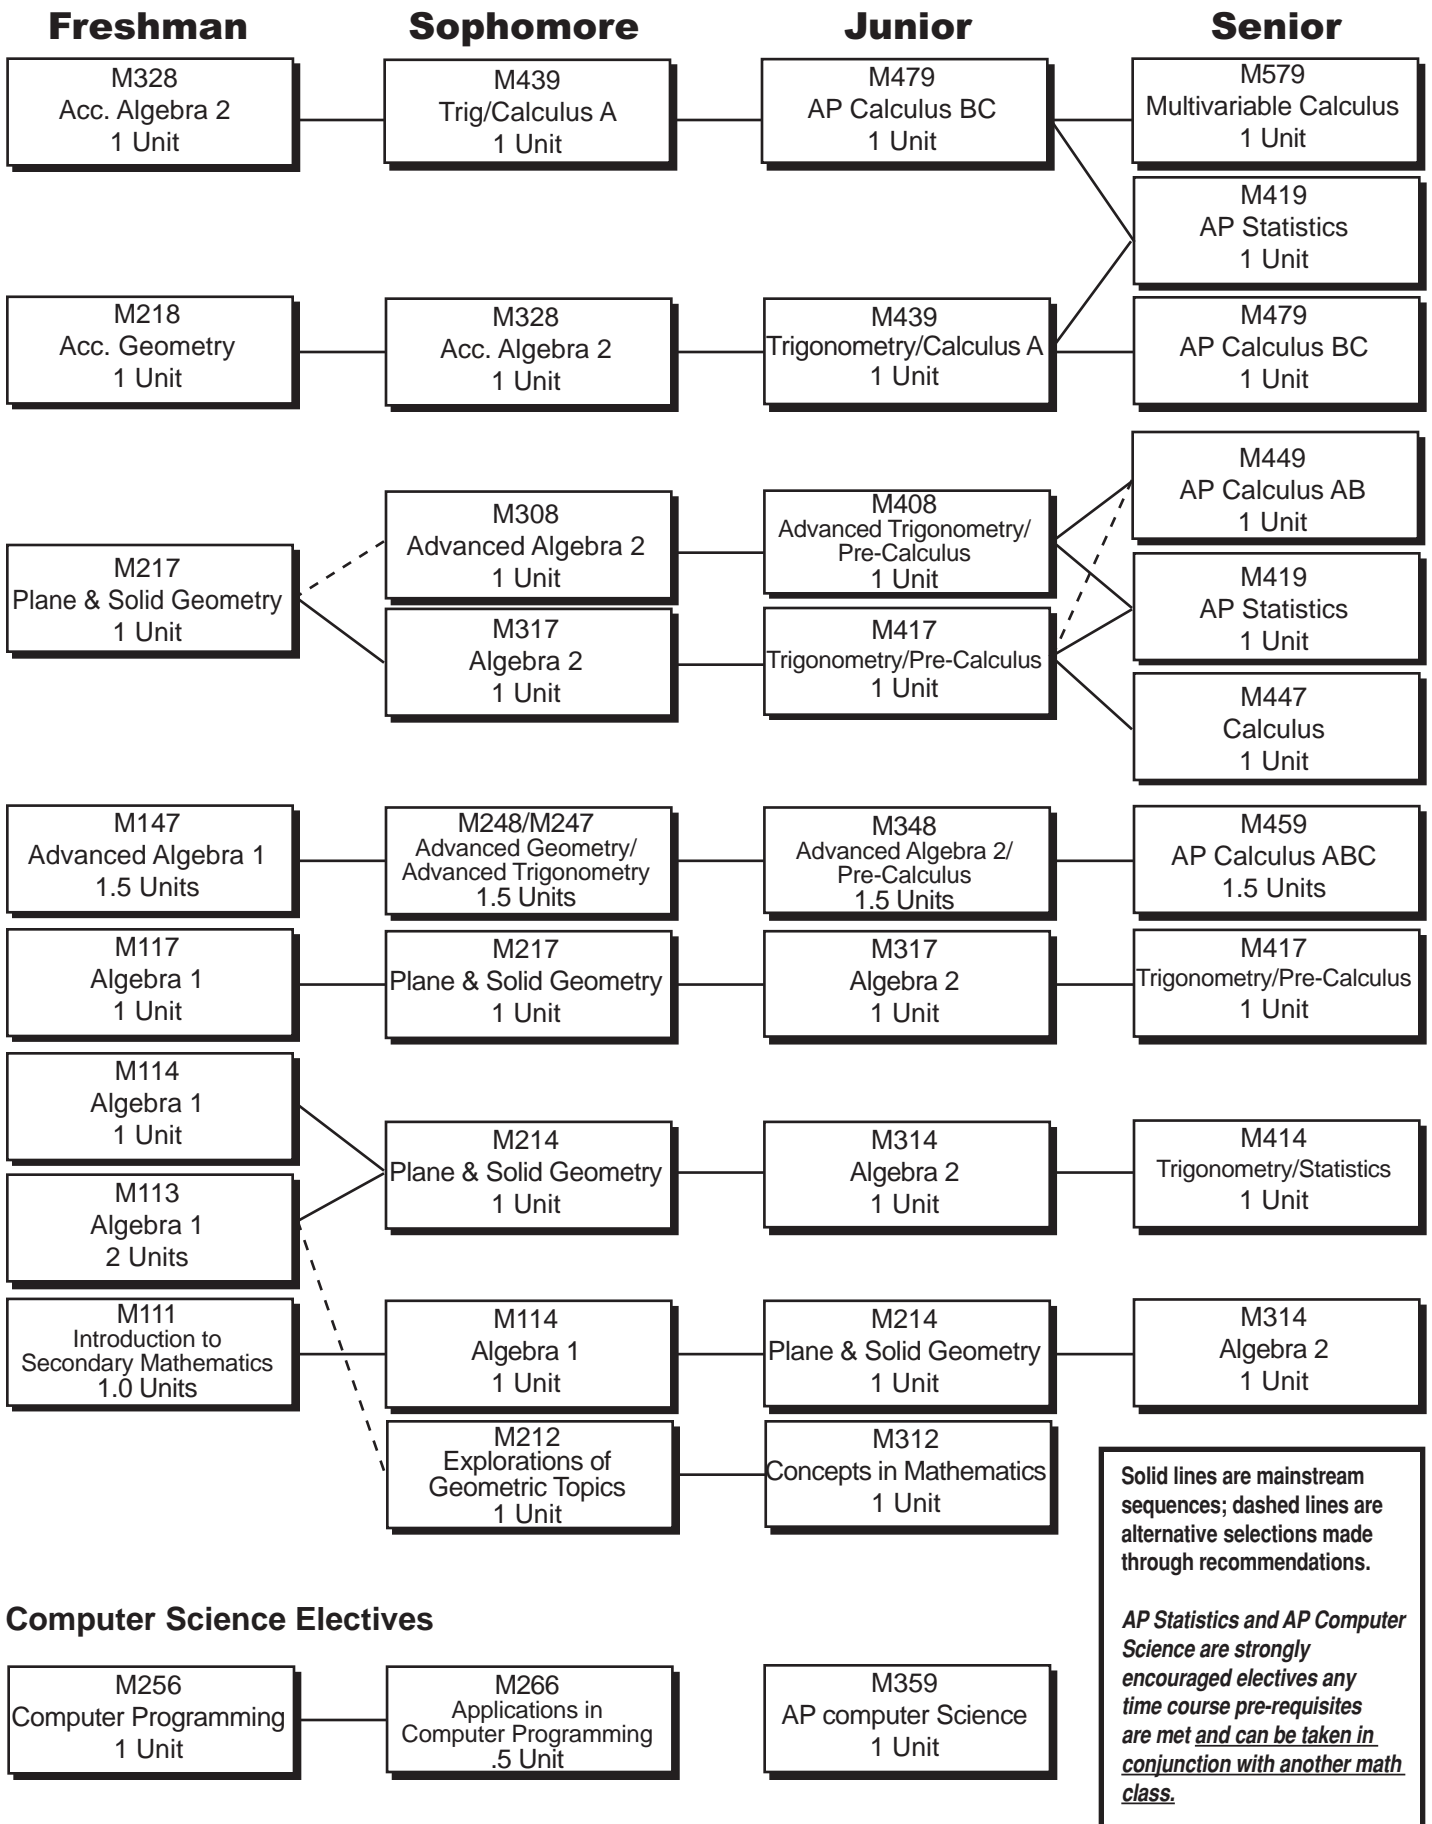 Freshman
Sophomore
Junior
Senior
M328
Acc. Algebra 2
1 Unit
M439
Trig/Calculus A
1 Unit
M479
AP Calculus BC
1 Unit
M579
Multivariable Calculus
1 Unit
M419
AP Statistics
1 Unit
M218
Acc. Geometry
1 Unit
M328
Acc. Algebra 2
1 Unit
M439
Trigonometry/Calculus A
1 Unit
M479
AP Calculus BC
1 Unit
M217
Plane & Solid Geometry
1 Unit
M308
Advanced Algebra 2
1 Unit
M317
Algebra 2
1 Unit
M408
Advanced Trigonometry/
Pre-Calculus
1 Unit
M417
Trigonometry/Pre-Calculus
1 Unit
M449
AP Calculus AB
1 Unit
M419
AP Statistics
1 Unit
M447
Calculus
1 Unit
M147
Advanced Algebra 1
1.5 Units
M248/M247
Advanced Geometry/
Advanced Trigonometry
1.5 Units
M348
Advanced Algebra 2/
Pre-Calculus
1.5 Units
M459
AP Calculus ABC
1.5 Units
M117
Algebra 1
1 Unit
M217
Plane & Solid Geometry
1 Unit
M317
Algebra 2
1 Unit
M417
Trigonometry/Pre-Calculus
1 Unit
M114
Algebra 1
1 Unit
M113
Algebra 1
2 Units
M214
Plane & Solid Geometry
1 Unit
M314
Algebra 2
1 Unit
M414
Trigonometry/Statistics
1 Unit
M111
Introduction to
Secondary Mathematics
1.0 Units
M114
Algebra 1
1 Unit
M214
Plane & Solid Geometry
1 Unit
M314
Algebra 2
1 Unit
M212
Explorations of
Geometric Topics
1 Unit
M312
Concepts in Mathematics
1 Unit
Solid lines are mainstream
sequences; dashed lines are
alternative selections made
through recommendations.
AP Statistics and AP Computer
Science are strongly
encouraged electives any
time course pre-requisites
are met and can be taken in
conjunction with another math
class.
Computer Science Electives
M256
Computer Programming
1 Unit
M266
Applications in
Computer Programming
.5 Unit
M359
AP computer Science
1 Unit